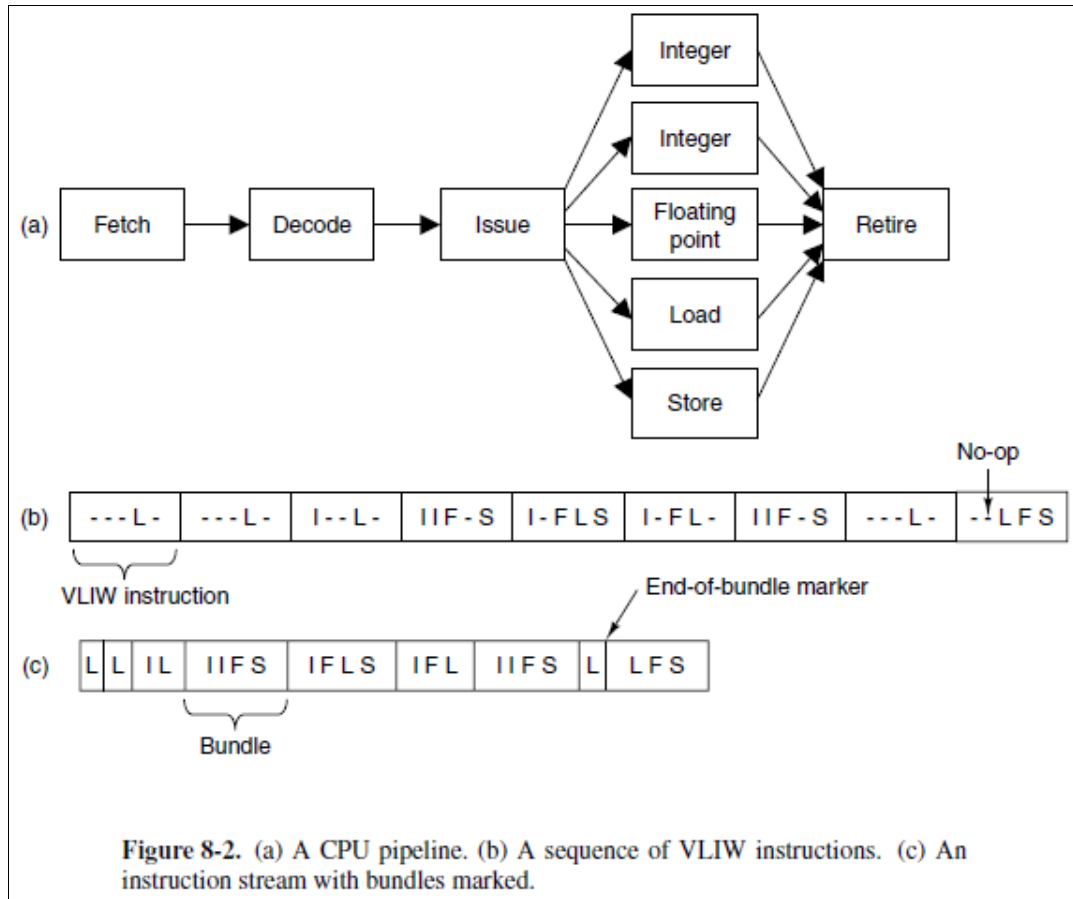 Integer
Integer
(a) Fetch Decode Issue Floating point Retire
Load
Store
No-op
(b) - - - L - - - - L - I - - L - I I F - S I - F L S I - F L - I I F - S - - - L - - - L F S
VLIW instruction
End-of-bundle marker
(c) L L I L I I F S I F L S I F L I I F S L L F S
Bundle
Figure 8-2. (a) A CPU pipeline. (b) A sequence of VLIW instructions. (c) An
instruction stream with bundles marked.